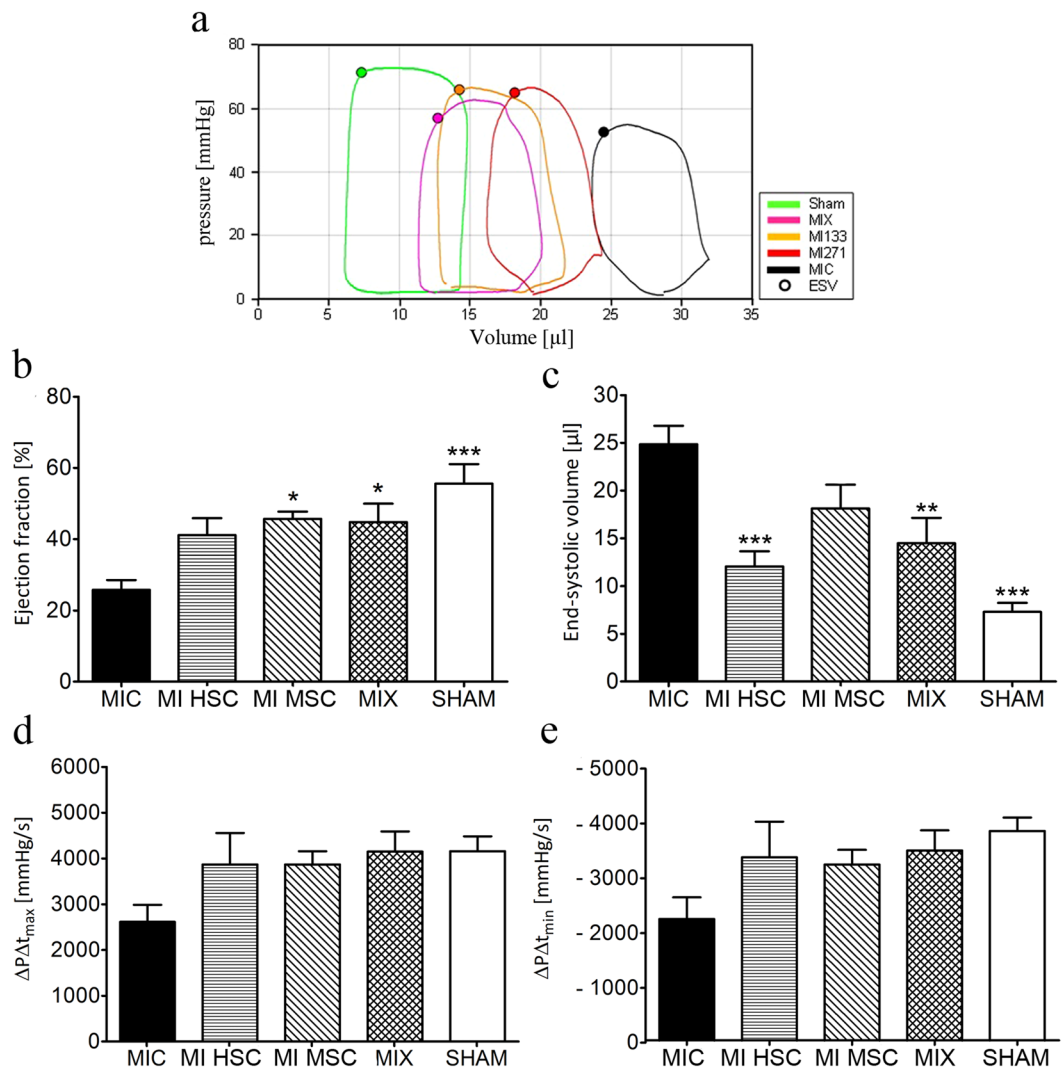 a
pressure [mmHg]
80
60
40
20
0
0 5 10 15 20 25 30 35
Volume [µl]
Sham
MIX
MI133
MI271
MIC
ESV
b
Ejection fraction [%]
80
60
40
20
0
* * ***
MIC MI HSC MI MSC MIX SHAM
c
End-systolic volume [µl]
30
25
20
15
10
5
0
*** ** ***
MIC MI HSC MI MSC MIX SHAM
d
ΔPΔtmax [mmHg/s]
6000
5000
4000
3000
2000
1000
0
MIC MI HSC MI MSC MIX SHAM
e
ΔPΔtmin [mmHg/s]
- 5000
- 4000
- 3000
- 2000
- 1000
0
MIC MI HSC MI MSC MIX SHAM